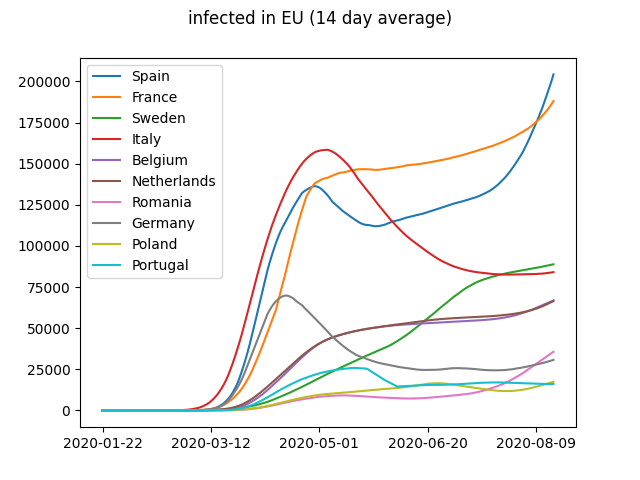 infected in EU (14 day average)
200000
175000
150000
125000
100000
75000
50000
25000
0
Spain
France
Sweden
Italy
Belgium
Netherlands
Romania
Germany
Poland
Portugal
2020-01-22 2020-03-12 2020-05-01 2020-06-20 2020-08-09